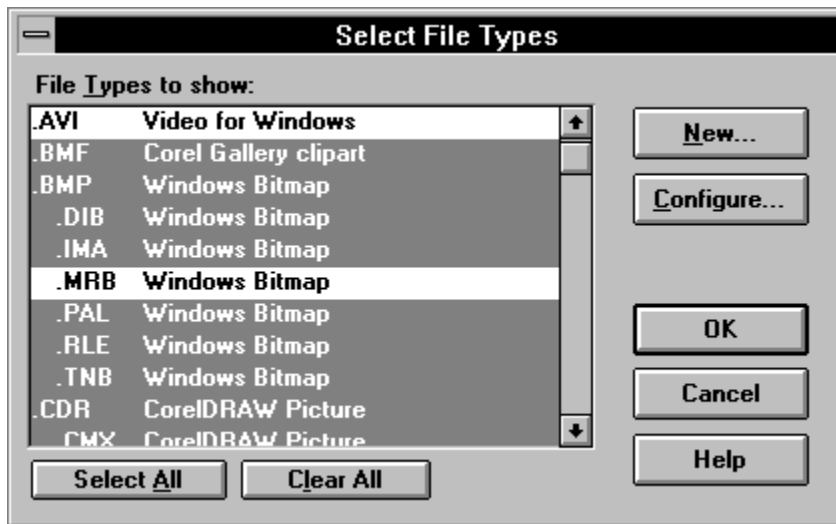 Select File Types
File Types to show:
.AVI Video for Windows
.BMF Corel Gallery clipart
.BMP Windows Bitmap
.DIB Windows Bitmap
.IMA Windows Bitmap
.MRB Windows Bitmap
.PAL Windows Bitmap
.RLE Windows Bitmap
.TNB Windows Bitmap
.CDR CorelDRAW Picture
.CMX CorelDRAW Picture
New...
Configure...
OK
Cancel
Help
Select All
Clear All